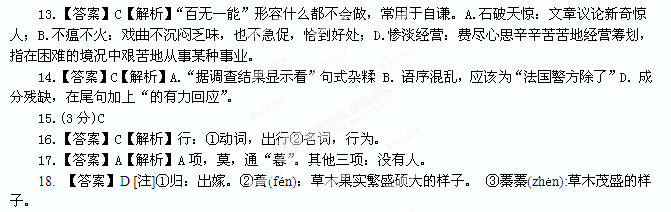 13.【答案】C【解析】“百无一能”形容什么都不会做，常用于自谦。A.石破天惊：文章议论新奇惊
人；B.不瘟不火：戏曲不沉闷乏味，也不急促，恰到好处；D.惨淡经营：费尽心思辛辛苦苦地经营筹划，
指在困难的境况中艰苦地从事某种事业。
14.【答案】C【解析】A.“据调查结果显示看”句式杂糅 B. 语序混乱，应该为“法国警方除了”D. 成
分残缺，在尾句加上“的有力回应”。
15.(3分)C
16.【答案】C【解析】行：①动词，出行②名词，行为。
17.【答案】A【解析】A项，莫，通“暮”。其他三项：没有人。
18. 【答案】D [注]①归：出嫁。②蕡(fén)：草木果实繁盛硕大的样子。 ③蓁蓁(zhēn):草木茂盛的样
子。